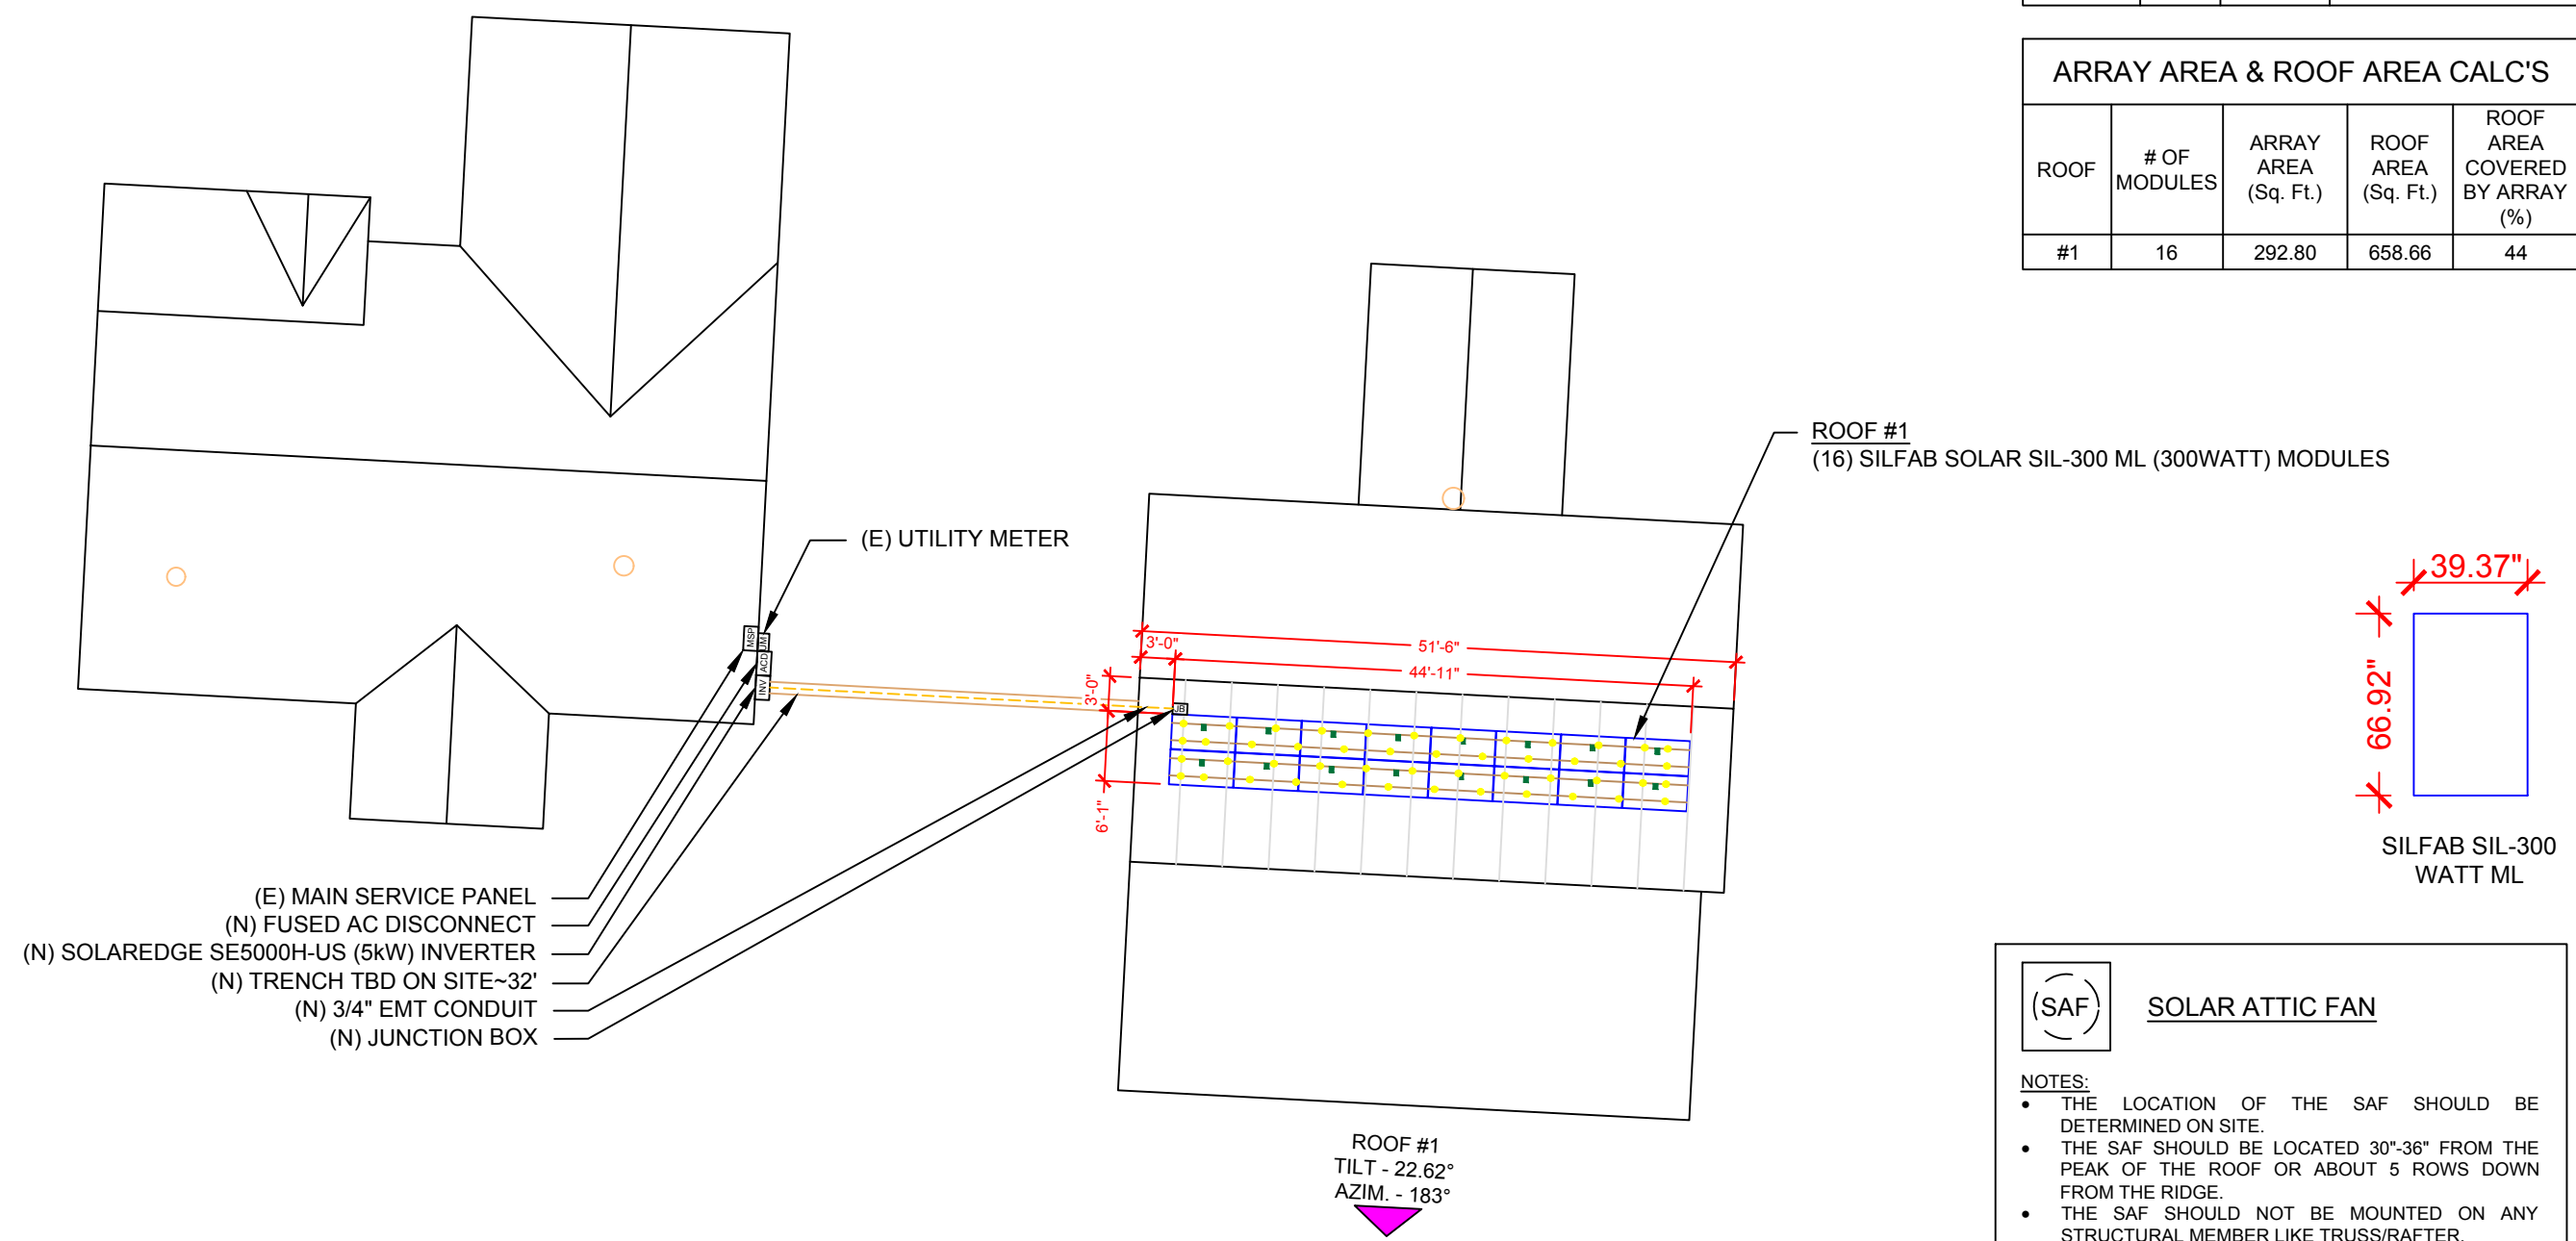 ARRAY AREA & ROOF AREA CALC'S
ROOF
# OF
MODULES
ARRAY
AREA
(Sq. Ft.)
ROOF
AREA
(Sq. Ft.)
ROOF
AREA
COVERED
BY ARRAY
(%)
#1 16 292.80 658.66 44
ROOF #1
(16) SILFAB SOLAR SIL-300 ML (300WATT) MODULES
(E) UTILITY METER
MSP
UM
ACD
INV
JB
3'-0"
51'-6"
44'-11"
3'-0"
6'-1"
39.37"
66.92"
SILFAB SIL-300
WATT ML
(E) MAIN SERVICE PANEL
(N) FUSED AC DISCONNECT
(N) SOLAREDGE SE5000H-US (5kW) INVERTER
(N) TRENCH TBD ON SITE~32'
(N) 3/4" EMT CONDUIT
(N) JUNCTION BOX
ROOF #1
TILT - 22.62°
AZIM. - 183°
SAF
SOLAR ATTIC FAN
NOTES:
• THE LOCATION OF THE SAF SHOULD BE
DETERMINED ON SITE.
• THE SAF SHOULD BE LOCATED 30"-36" FROM THE
PEAK OF THE ROOF OR ABOUT 5 ROWS DOWN
FROM THE RIDGE.
• THE SAF SHOULD NOT BE MOUNTED ON ANY
STRUCTURAL MEMBER LIKE TRUSS/RAFTER.